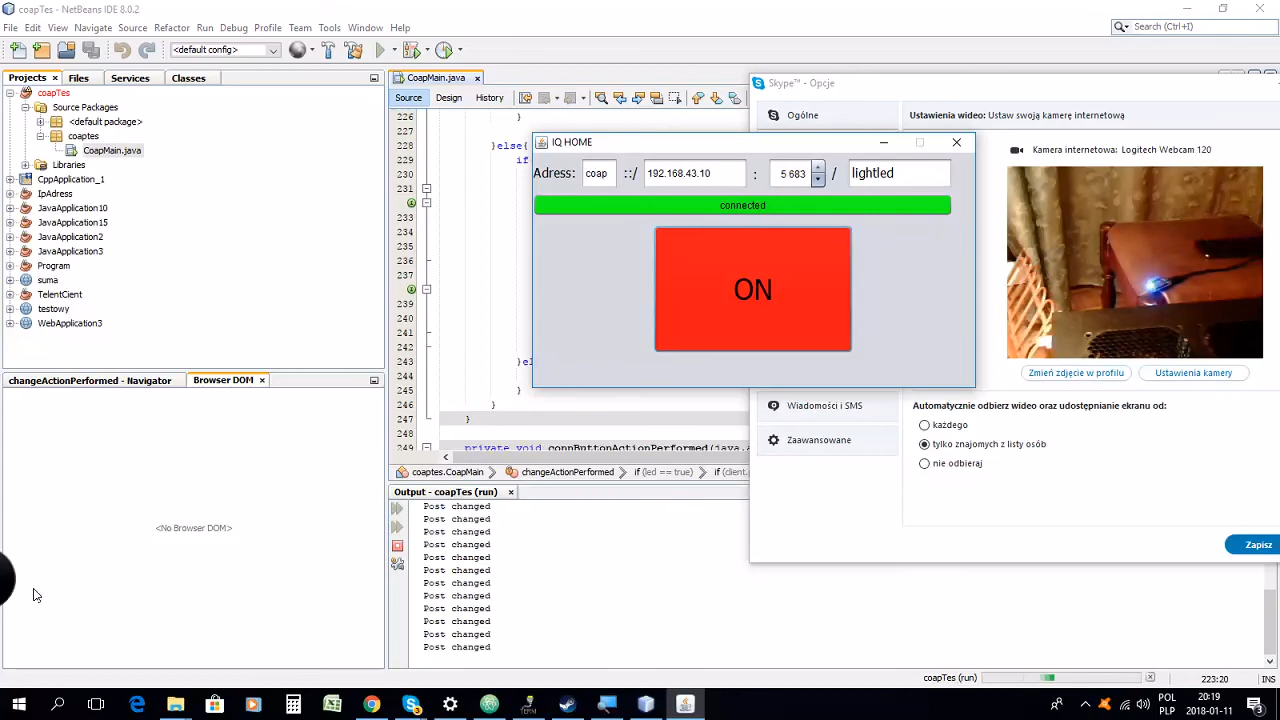 coapTes - NetBeans IDE 8.0.2
File Edit View Navigate Source Refactor Run Debug Profile Team Tools Window Help
Search (Ctrl+I)
<default config>
Projects Files Services Classes
coapTes
Source Packages
<default package>
coaptes
CoapMain.java
Libraries
CppApplication_1
IpAdress
JavaApplication10
JavaApplication15
JavaApplication2
JavaApplication3
Program
suma
TelentCient
testowy
WebApplication3
changeActionPerformed - Navigator Browser DOM
<No Browser DOM>
CoapMain.java
Source Design History
226 }
227
228 }else{
229 if
230
231
233
234
235
236
237
239
240
241
242
243 }el
244
245 }
246 }
247 }
248
249 private void connButtonActionPerformed(java.
coaptes.CoapMain changeActionPerformed if (led == true) if (client.p
Output - coapTes (run)
Post changed
Post changed
Post changed
Post changed
Post changed
Post changed
Post changed
Post changed
Post changed
Post changed
Post changed
Post changed
IQ HOME
Adress: coap ::/ 192.168.43.10 : 5 683 / lightled
connected
ON
Skype™ - Opcje
Ogólne
Wiadomości i SMS
Zaawansowane
Ustawienia wideo: Ustaw swoją kamerę internetową
Kamera internetowa: Logitech Webcam 120
Zmień zdjęcie w profilu Ustawienia kamery
Automatycznie odbierz wideo oraz udostępnianie ekranu od:
każdego
tylko znajomych z listy osób
nie odbieraj
Zapisz
coapTes (run) 223:20 INS
POL
PLP
20:19
2018-01-11
3